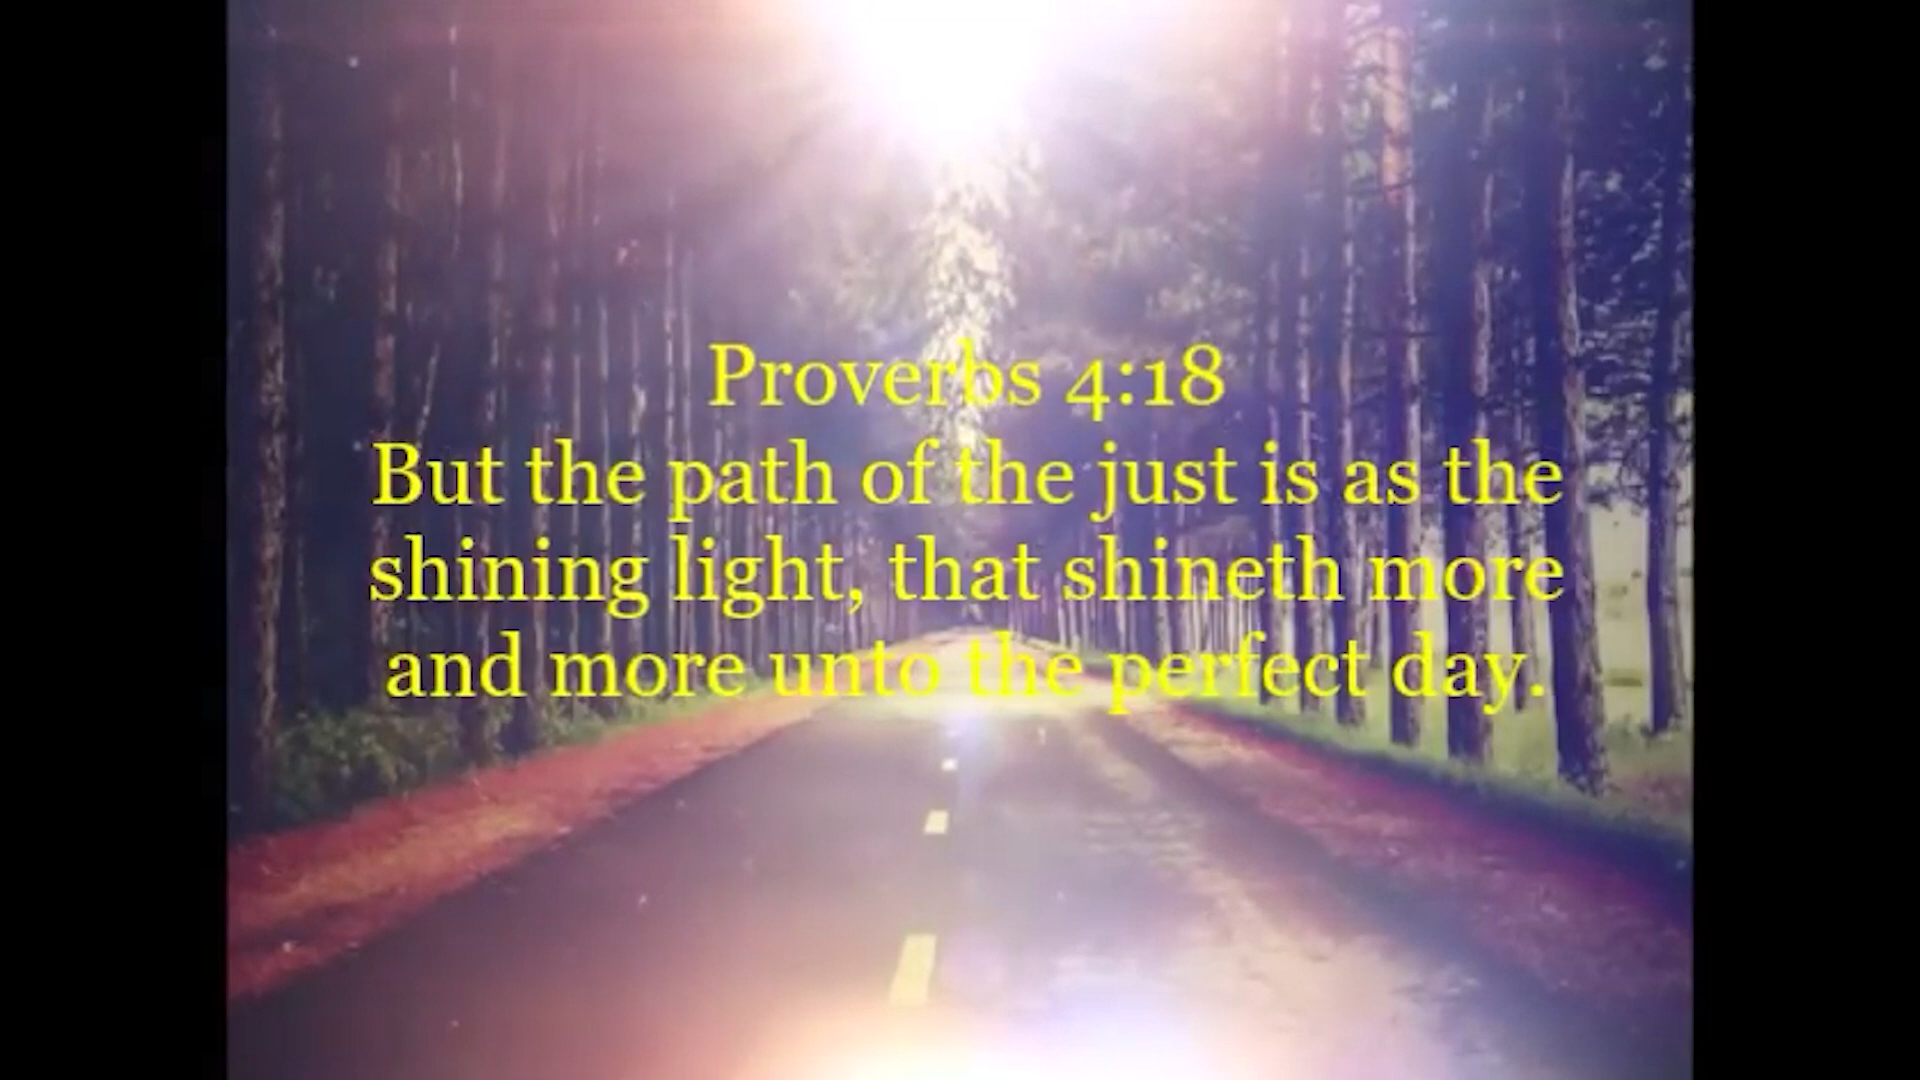 Proverbs 4:18
But the path of the just is as the
shining light, that shineth more
and more unto the perfect day.